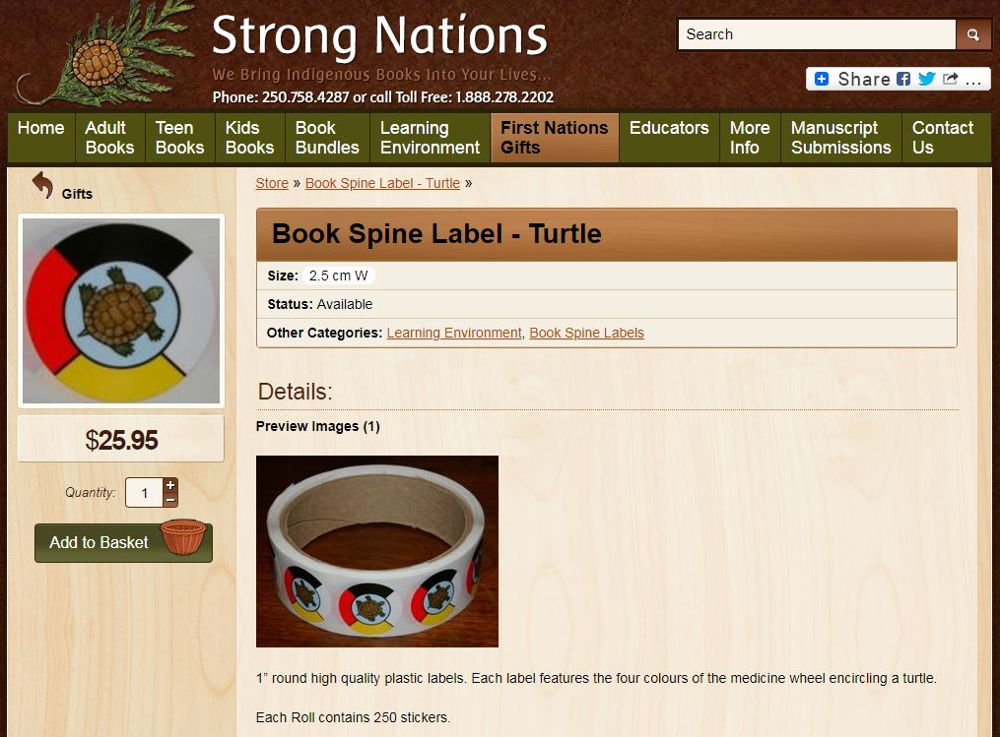 Strong Nations
We Bring Indigenous Books Into Your Lives...
Phone: 250.758.4287 or call Toll Free: 1.888.278.2202
Search
Share ...
Home
Adult
Books
Teen
Books
Kids
Books
Book
Bundles
Learning
Environment
First Nations
Gifts
Educators
More
Info
Manuscript
Submissions
Contact
Us
Gifts
$25.95
Quantity: 1 + −
Add to Basket
Store » Book Spine Label - Turtle »
Book Spine Label - Turtle
Size: 2.5 cm W
Status: Available
Other Categories: Learning Environment, Book Spine Labels
Details:
Preview Images (1)
1” round high quality plastic labels. Each label features the four colours of the medicine wheel encircling a turtle.
Each Roll contains 250 stickers.